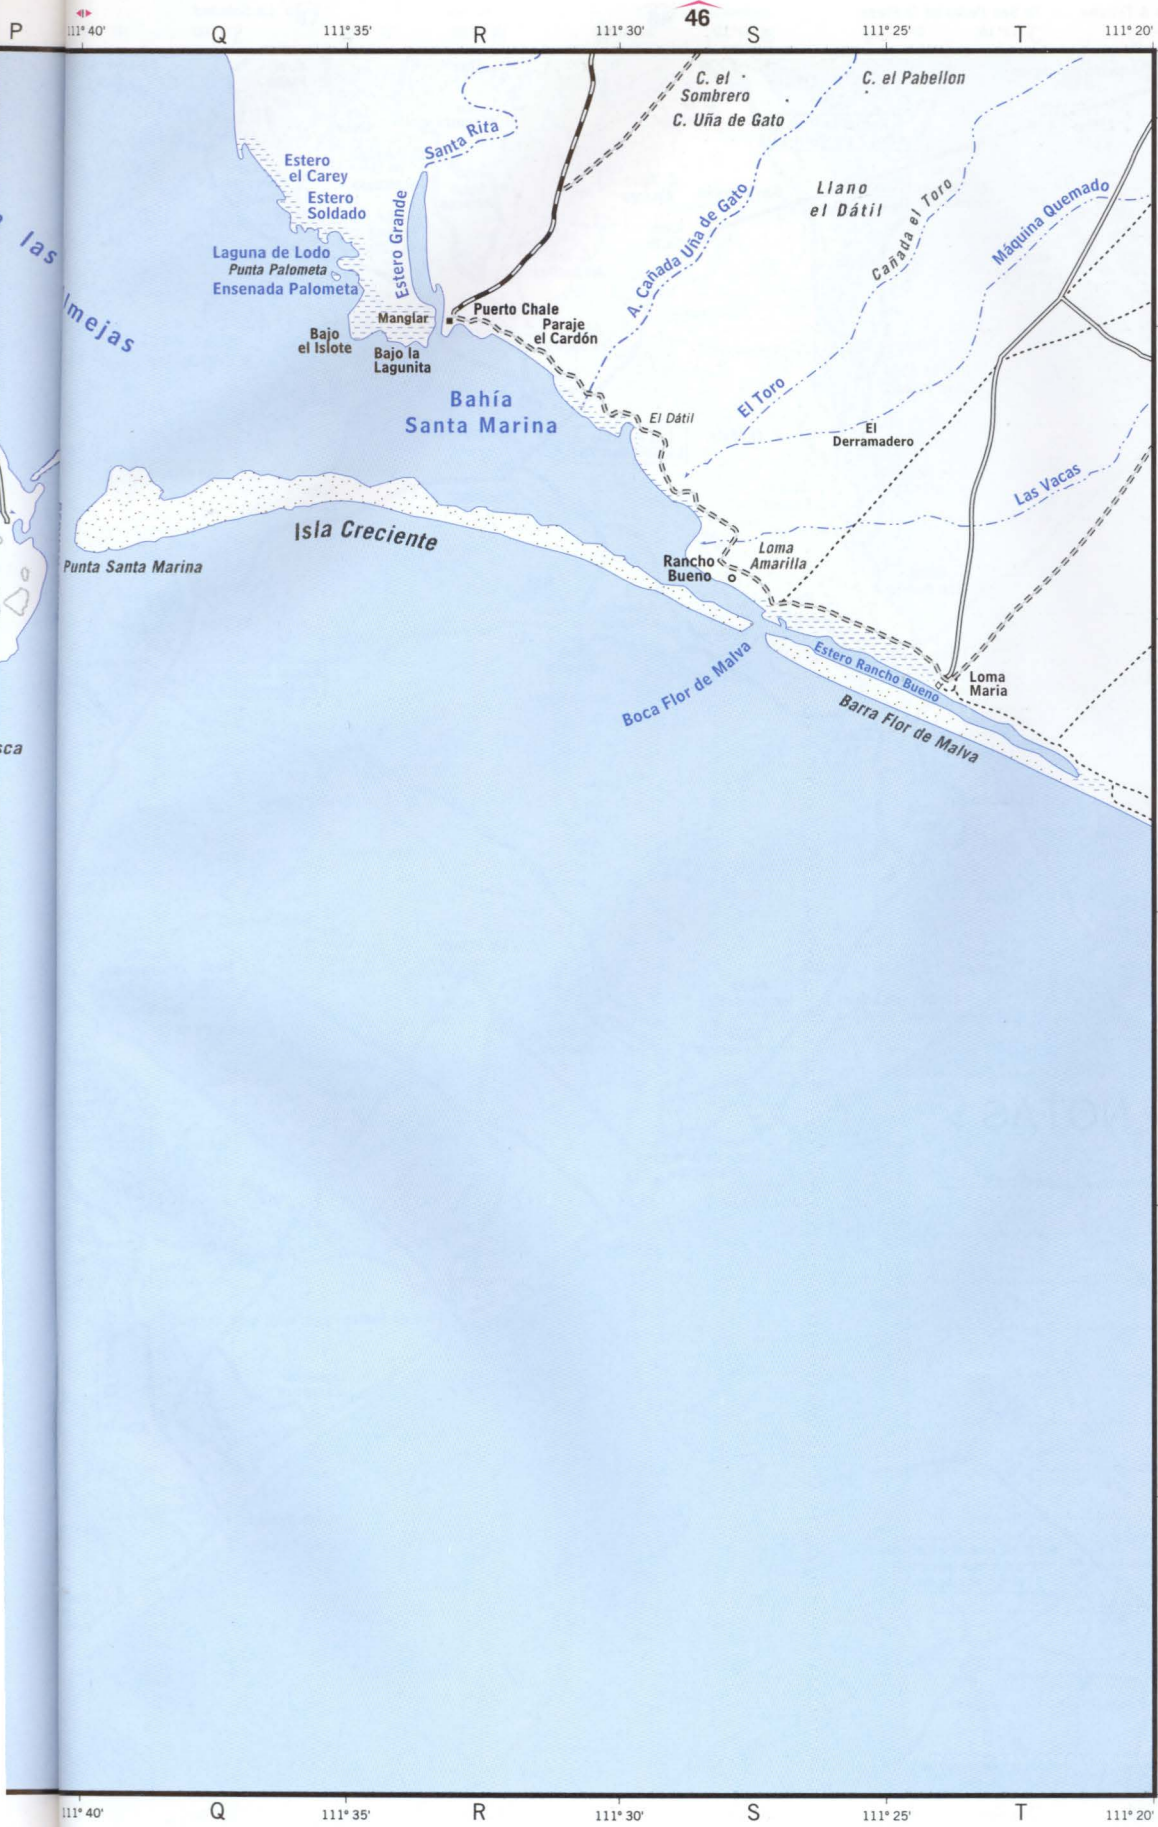 46
P
111° 40'
Q
111° 35'
R
111° 30'
S
111° 25'
T
111° 20'
C. el
Sombrero
C. el Pabellon
C. Uña de Gato
Santa Rita
Estero
el Carey
Estero
Soldado
Llano
el Dátil
Cañada el Toro
Máquina Quemado
A. Cañada Uña de Gato
Estero Grande
las
Laguna de Lodo
Punta Palometa
Ensenada Palometa
lmejas
Manglar
Puerto Chale
Paraje
el Cardón
Bajo
el Islote
Bajo la
Lagunita
Bahía
Santa Marina
El Toro
El Dátil
El
Derramadero
Las Vacas
Isla Creciente
Punta Santa Marina
Rancho
Bueno
Loma
Amarilla
Estero Rancho Bueno
Loma
Maria
Boca Flor de Malva
Barra Flor de Malva
sca
111° 40'
Q
111° 35'
R
111° 30'
S
111° 25'
T
111° 20'